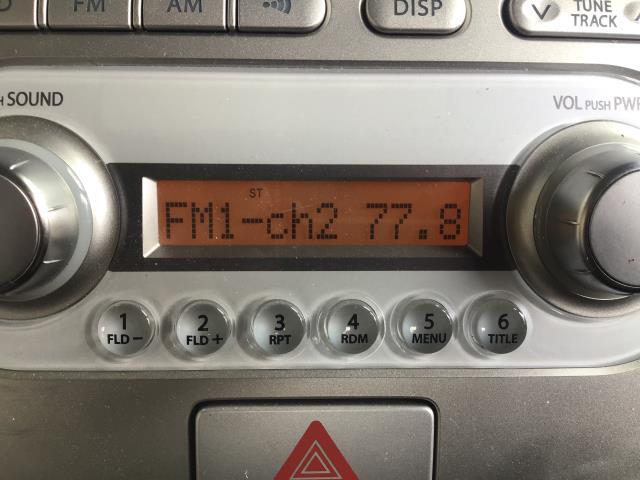 FM AM DISP TUNE
TRACK
SOUND
VOL PUSH PWR
ST
FM1-ch2 77.8
1 2 3 4 5 6
FLD – FLD + RPT RDM MENU TITLE